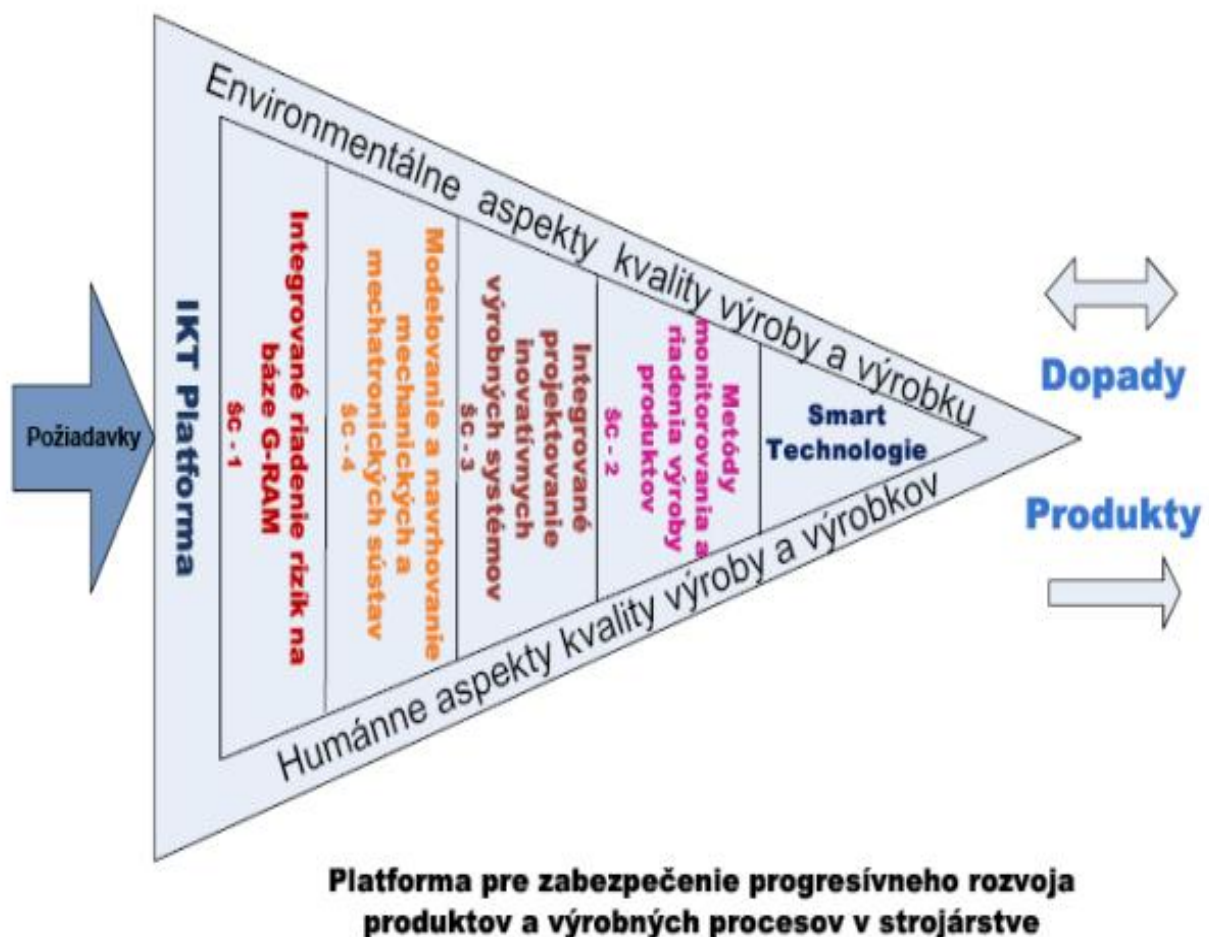 Environmentálne aspekty kvality výroby a výrobku
Požiadavky
IKT Platforma
Integrované riadenie rizík na
báze G-RAM
šc - 1
Modelovanie a navrhovanie
mechanických a
mechatronických sústav
šc - 4
Integrované
projektovanie
inovatívnych
výrobných systémov
šc - 3
Metódy
monitorovania a
riadenia výroby
produktov
šc - 2
Smart
Technologie
Humánne aspekty kvality výroby a výrobkov
Dopady
Produkty
Platforma pre zabezpečenie progresívneho rozvoja
produktov a výrobných procesov v strojárstve